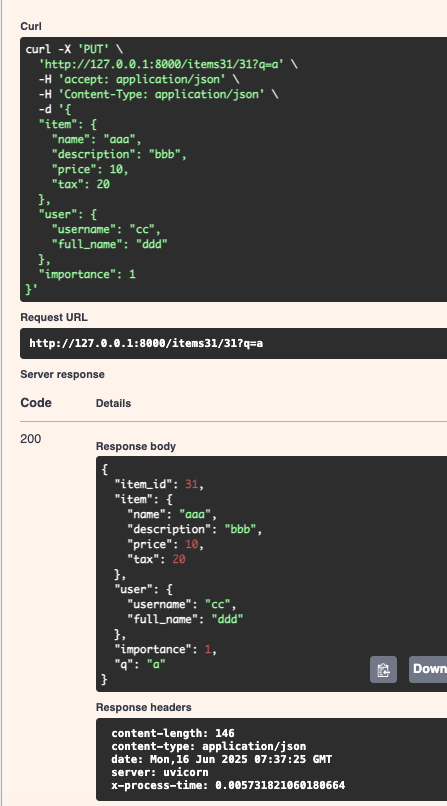 Curl
curl -X 'PUT' \
  'http://127.0.0.1:8000/items31/31?q=a' \
  -H 'accept: application/json' \
  -H 'Content-Type: application/json' \
  -d '{
  "item": {
    "name": "aaa",
    "description": "bbb",
    "price": 10,
    "tax": 20
  },
  "user": {
    "username": "cc",
    "full_name": "ddd"
  },
  "importance": 1
}'
Request URL
http://127.0.0.1:8000/items31/31?q=a
Server response
Code Details
200
Response body
{
  "item_id": 31,
  "item": {
    "name": "aaa",
    "description": "bbb",
    "price": 10,
    "tax": 20
  },
  "user": {
    "username": "cc",
    "full_name": "ddd"
  },
  "importance": 1,
  "q": "a"
}
Down
Response headers
content-length: 146
content-type: application/json
date: Mon,16 Jun 2025 07:37:25 GMT
server: uvicorn
x-process-time: 0.005731821060180664